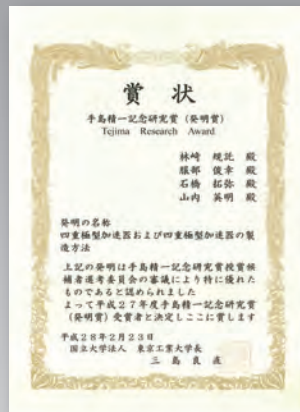 賞状
手島精一記念研究賞（発明賞）
Tejima Research Award
林崎 規託 殿
服部 俊幸 殿
石橋 拓弥 殿
山内 英明 殿
発明の名称
四重極型加速器および四重極型加速器の製
造方法
上記の発明は手島精一記念研究賞授賞候
補者選考委員会の審議により特に優れた
ものであると認められました
よって平成27年度手島精一記念研究賞
（発明賞）受賞者と決定しここに賞します
平成28年2月23日
国立大学法人 東京工業大学長
三島良直